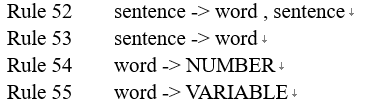 Rule 52 sentence -> word , sentence↓
Rule 53 sentence -> word↓
Rule 54 word -> NUMBER↓
Rule 55 word -> VARIABLE↓